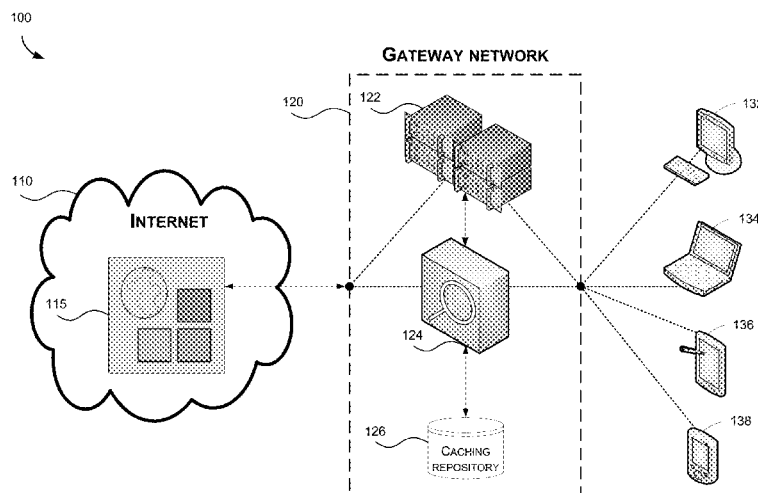 100
GATEWAY NETWORK
120
122
132
110
INTERNET
134
115
124
136
126
CACHING
REPOSITORY
138